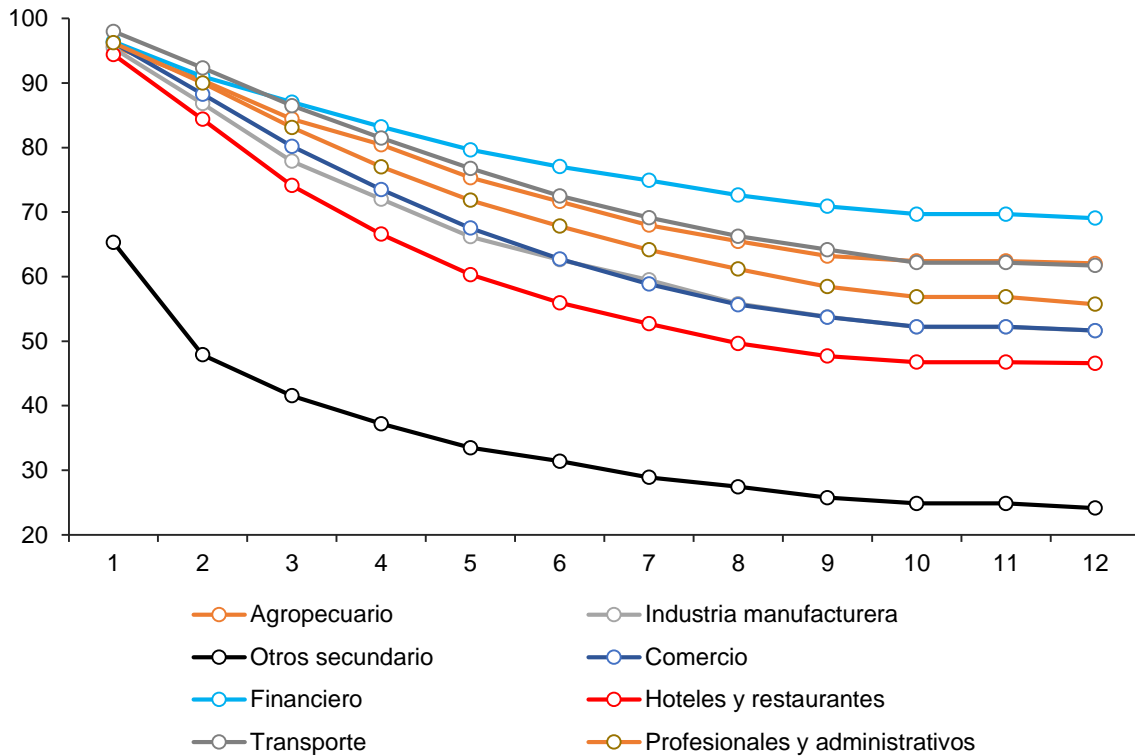 100
90
80
70
60
50
40
30
20
1 2 3 4 5 6 7 8 9 10 11 12
Agropecuario Industria manufacturera
Otros secundario Comercio
Financiero Hoteles y restaurantes
Transporte Profesionales y administrativos